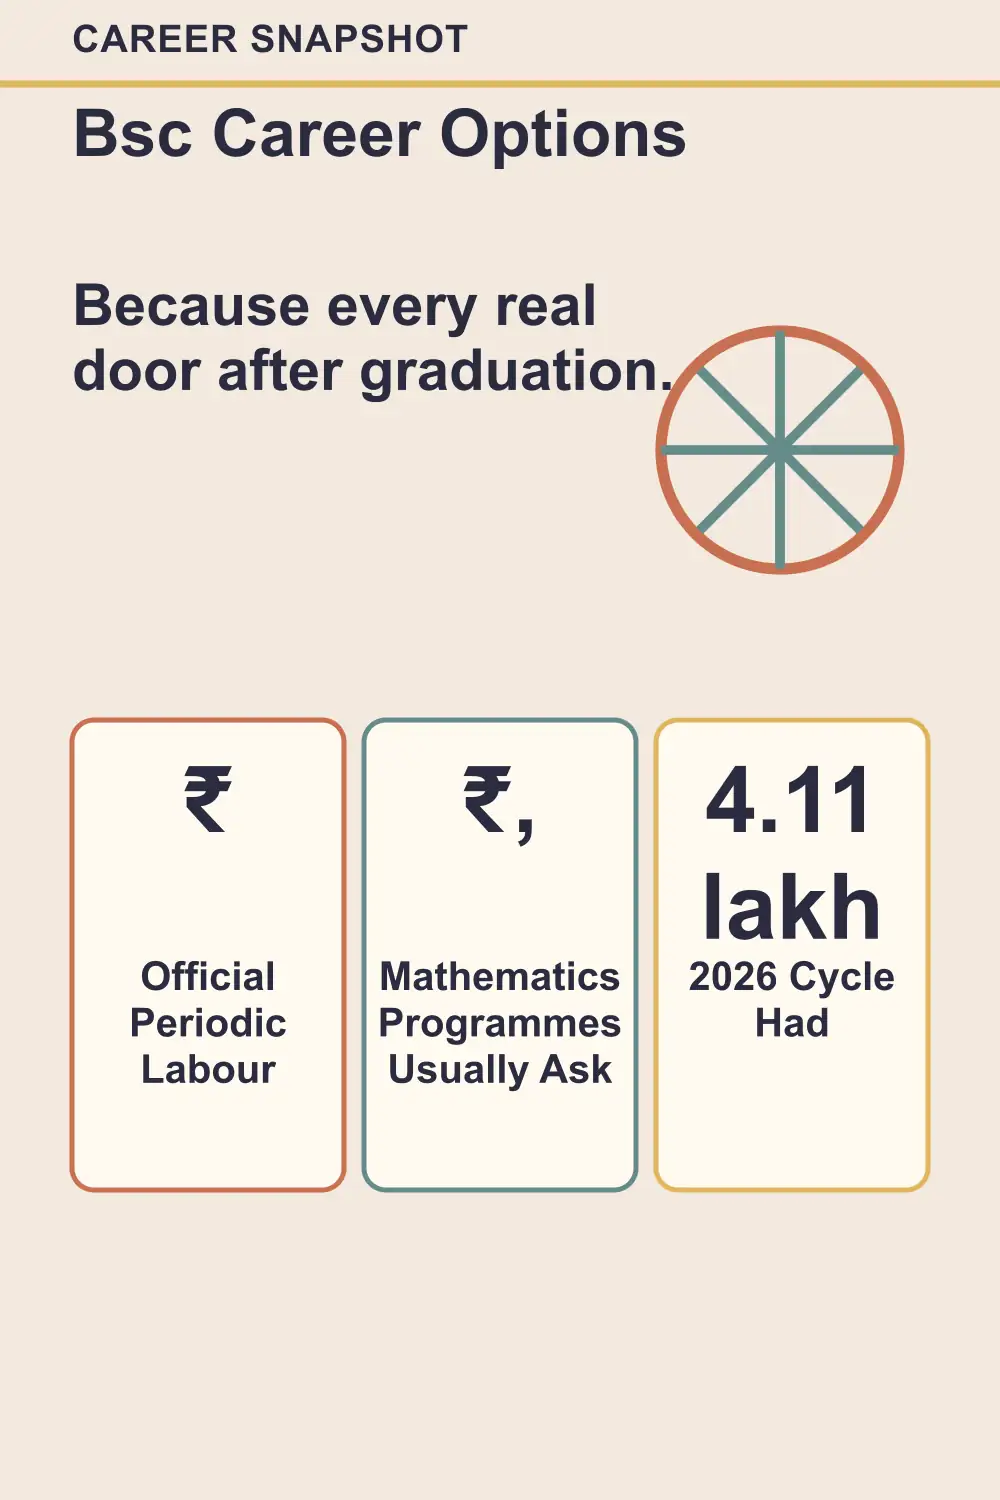 CAREER SNAPSHOT
Bsc Career Options
Because every real
door after graduation.
₹
Official
Periodic
Labour
₹,
Mathematics
Programmes
Usually Ask
4.11
lakh
2026 Cycle
Had